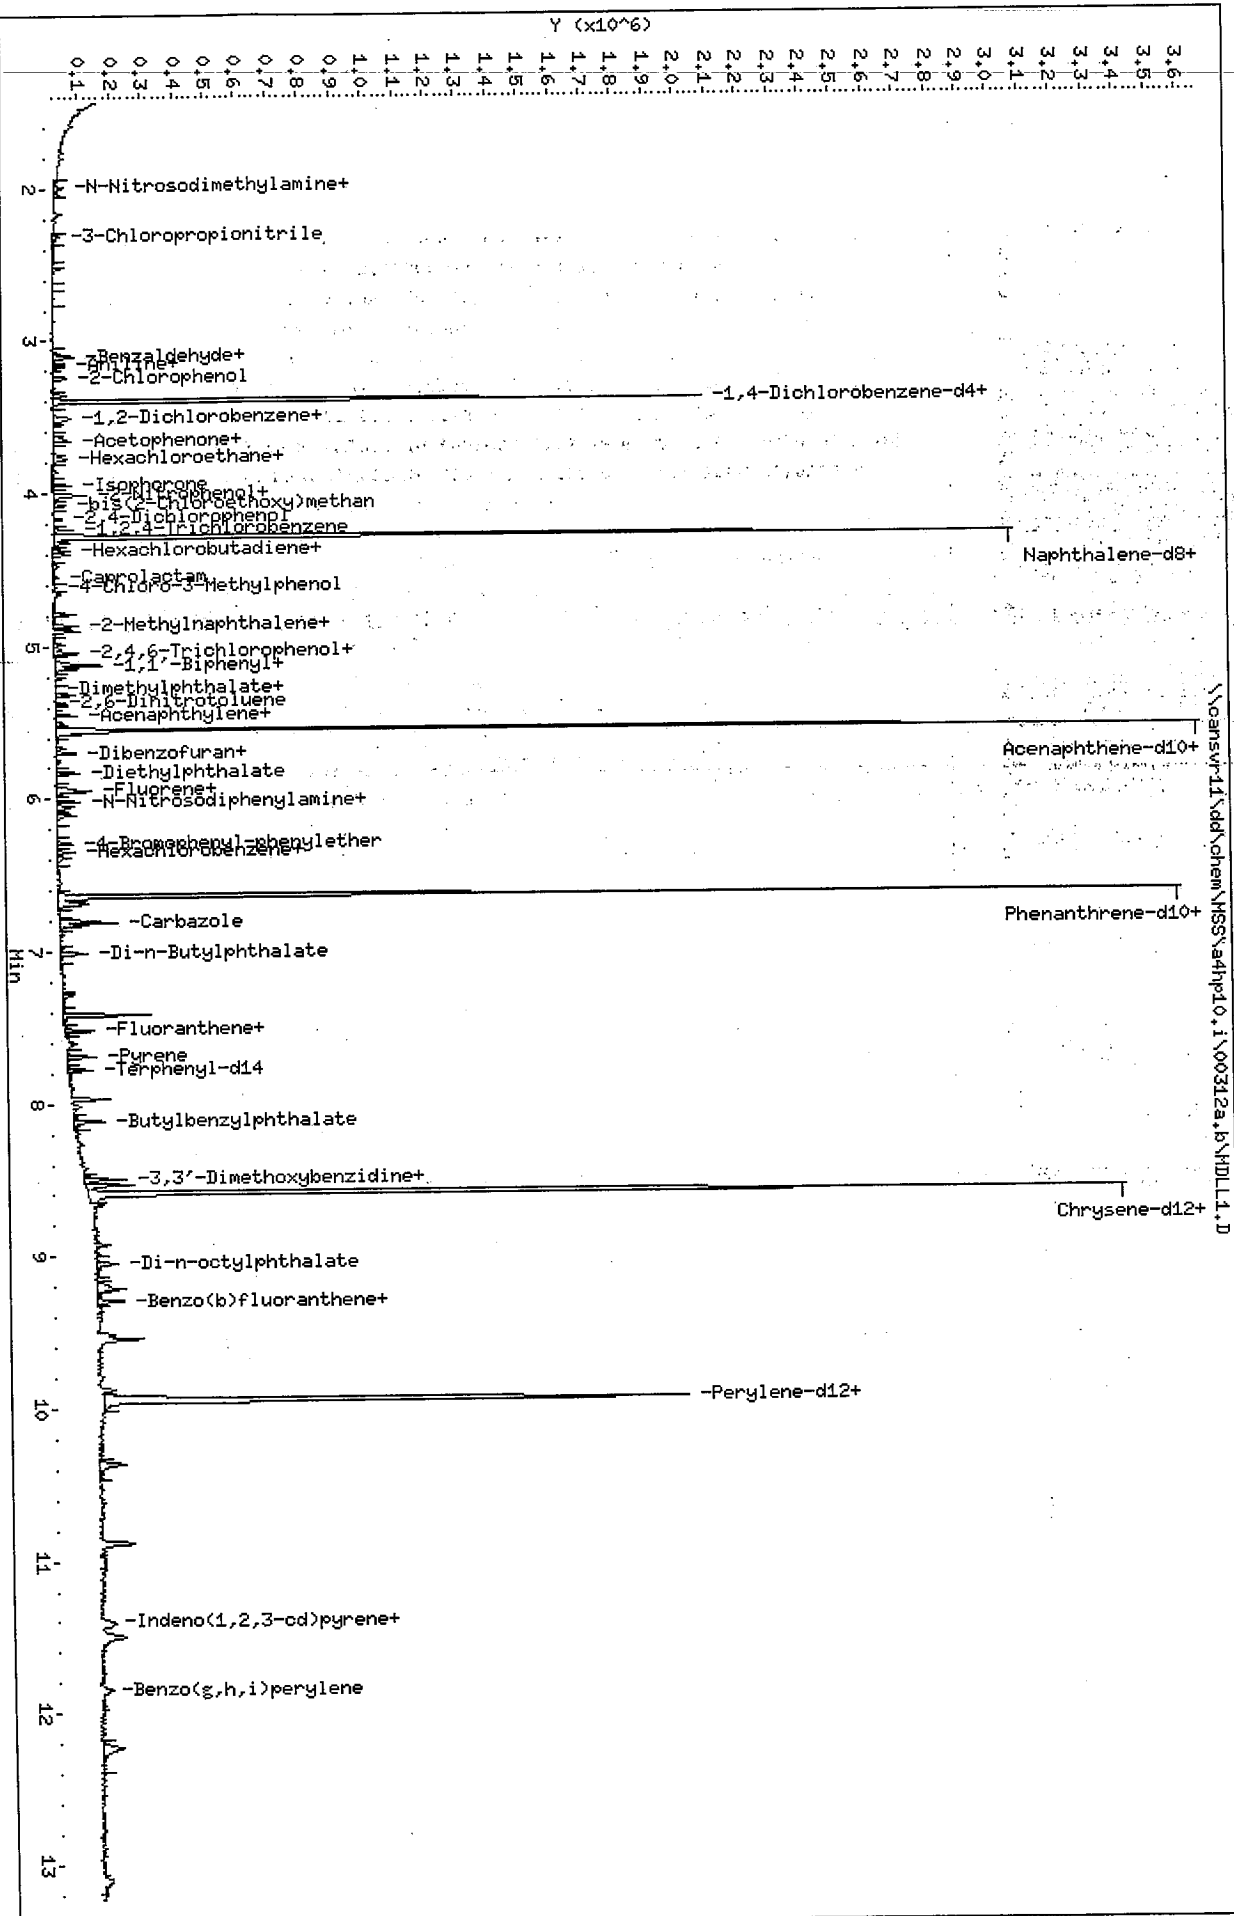 Y (x10^6)
0.1
0.2
0.3
0.4
0.5
0.6
0.7
0.8
0.9
1.0
1.1
1.2
1.3
1.4
1.5
1.6
1.7
1.8
1.9
2.0
2.1
2.2
2.3
2.4
2.5
2.6
2.7
2.8
2.9
3.0
3.1
3.2
3.3
3.4
3.5
3.6
\\cansvr11\dd\chem\MSS\a4hp10.i\00312a.b\MDLL1.D
2
-N-Nitrosodimethylamine+
-3-Chloropropionitrile
3
-Benzaldehyde+
-Aniline+
-2-Chlorophenol
-1,4-Dichlorobenzene-d4+
-1,2-Dichlorobenzene+
-Acetophenone+
-Hexachloroethane+
-Isophorone
4
-2-Nitrophenol+
-bis(2-Chloroethoxy)methan
-2,4-Dichlorophenol
-1,2,4-Trichlorobenzene
-Hexachlorobutadiene+
Naphthalene-d8+
-Caprolactam
-4-Chloro-3-Methylphenol
-2-Methylnaphthalene+
5
-2,4,6-Trichlorophenol+
-1,1'-Biphenyl+
-Dimethylphthalate+
-2,6-Dinitrotoluene
-Acenaphthylene+
Acenaphthene-d10+
-Dibenzofuran+
-Diethylphthalate
-Fluorene+
6
-N-Nitrosodiphenylamine+
-4-Bromophenyl-phenylether
-Hexachlorobenzene+
Phenanthrene-d10+
-Carbazole
7
Min
-Di-n-Butylphthalate
-Fluoranthene+
-Pyrene
-Terphenyl-d14
8
-Butylbenzylphthalate
-3,3'-Dimethoxybenzidine+
Chrysene-d12+
9
-Di-n-octylphthalate
-Benzo(b)fluoranthene+
-Perylene-d12+
10
11
-Indeno(1,2,3-cd)pyrene+
-Benzo(g,h,i)perylene
12
13